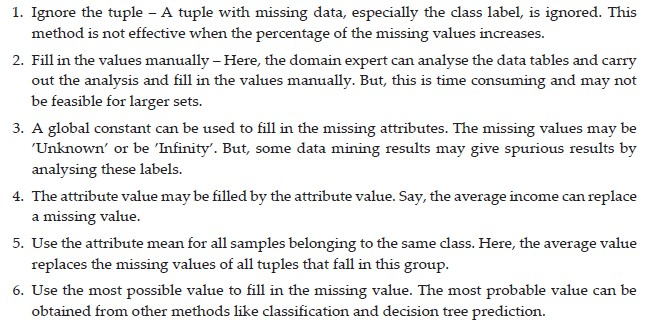 1. Ignore the tuple – A tuple with missing data, especially the class label, is ignored. This
method is not effective when the percentage of the missing values increases.
2. Fill in the values manually – Here, the domain expert can analyse the data tables and carry
out the analysis and fill in the values manually. But, this is time consuming and may not
be feasible for larger sets.
3. A global constant can be used to fill in the missing attributes. The missing values may be
'Unknown' or be 'Infinity'. But, some data mining results may give spurious results by
analysing these labels.
4. The attribute value may be filled by the attribute value. Say, the average income can replace
a missing value.
5. Use the attribute mean for all samples belonging to the same class. Here, the average value
replaces the missing values of all tuples that fall in this group.
6. Use the most possible value to fill in the missing value. The most probable value can be
obtained from other methods like classification and decision tree prediction.